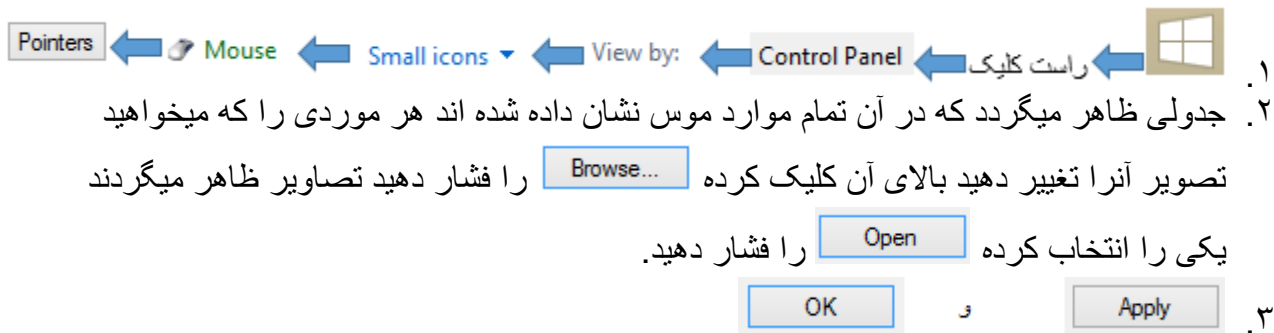 ۱. راست کلیک Control Panel View by: Small icons Mouse Pointers
۲. جدولی ظاهر میگردد که در آن تمام موارد موس نشان داده شده اند هر موردی را که میخواهید
تصویر آنرا تغییر دهید بالای آن کلیک کرده Browse... را فشار دهید تصاویر ظاهر میگردند
یکی را انتخاب کرده Open را فشار دهید.
۳. Apply و OK